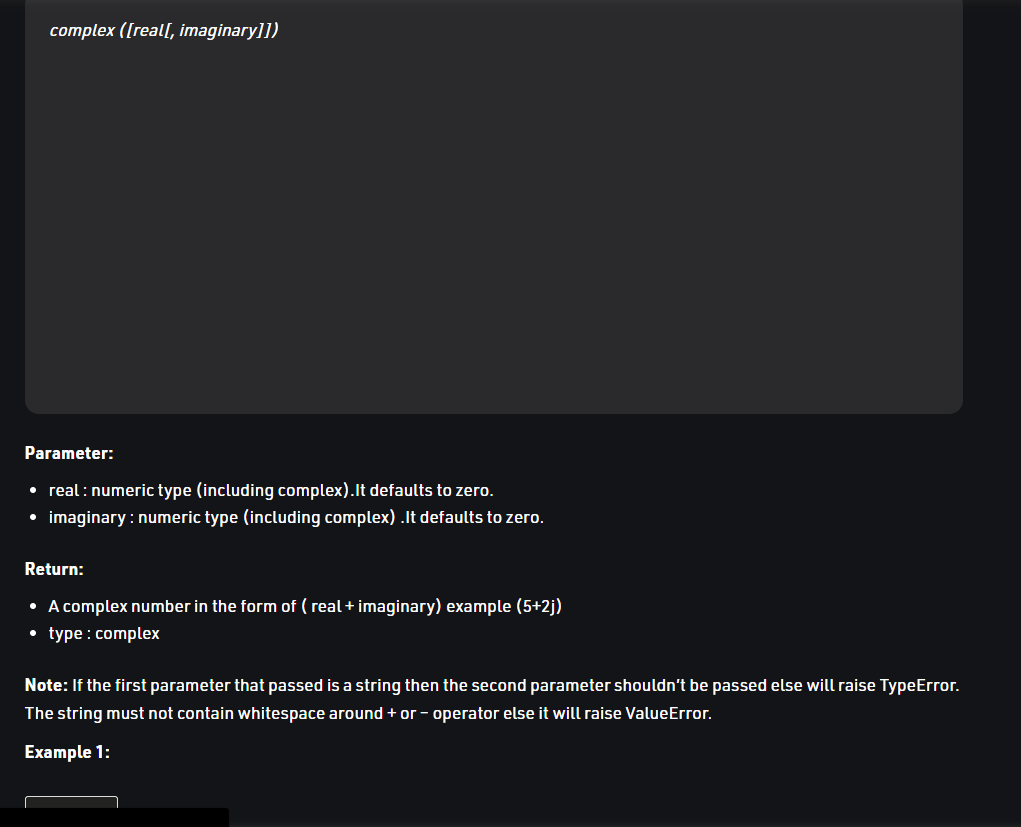 complex ([real[, imaginary]])
Parameter:
• real : numeric type (including complex).It defaults to zero.
• imaginary : numeric type (including complex) .It defaults to zero.
Return:
• A complex number in the form of ( real + imaginary) example (5+2j)
• type : complex
Note: If the first parameter that passed is a string then the second parameter shouldn’t be passed else will raise TypeError.
The string must not contain whitespace around + or – operator else it will raise ValueError.
Example 1: